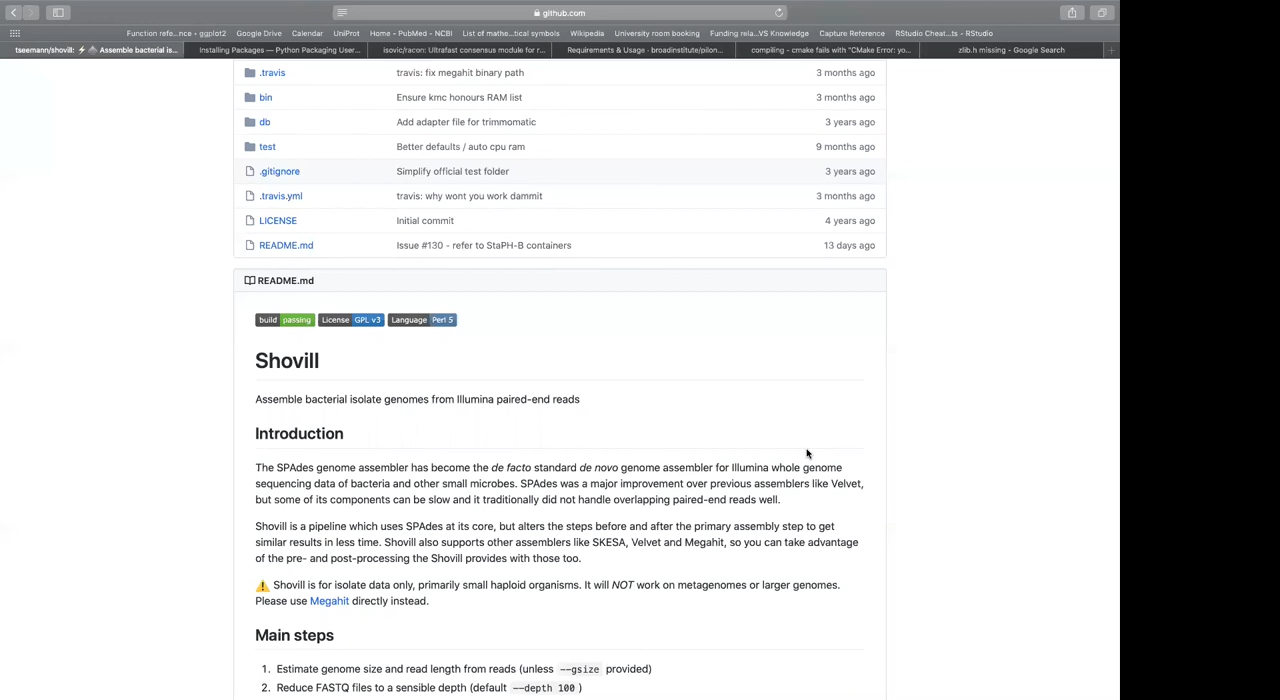 github.com
Function refe...nce - ggplot2 Google Drive Calendar UniProt Home - PubMed - NCBI List of mathe...tical symbols Wikipedia University room booking Funding rela...VS Knowledge Capture Reference RStudio Cheat...ts - RStudio
tseemann/shovill: ⚡ ♠ Assemble bacterial is... Installing Packages — Python Packaging User... isovic/racon: Ultrafast consensus module for r... Requirements & Usage · broadinstitute/pilon... compiling - cmake fails with "CMake Error: yo... zlib.h missing - Google Search
.travis travis: fix megahit binary path 3 months ago
bin Ensure kmc honours RAM list 3 months ago
db Add adapter file for trimmomatic 3 years ago
test Better defaults / auto cpu ram 9 months ago
.gitignore Simplify official test folder 3 years ago
.travis.yml travis: why wont you work dammit 3 months ago
LICENSE Initial commit 4 years ago
README.md Issue #130 - refer to StaPH-B containers 13 days ago
README.md
build passing License GPL v3 Language Perl 5
Shovill
Assemble bacterial isolate genomes from Illumina paired-end reads
Introduction
The SPAdes genome assembler has become the de facto standard de novo genome assembler for Illumina whole genome
sequencing data of bacteria and other small microbes. SPAdes was a major improvement over previous assemblers like Velvet,
but some of its components can be slow and it traditionally did not handle overlapping paired-end reads well.
Shovill is a pipeline which uses SPAdes at its core, but alters the steps before and after the primary assembly step to get
similar results in less time. Shovill also supports other assemblers like SKESA, Velvet and Megahit, so you can take advantage
of the pre- and post-processing the Shovill provides with those too.
⚠️ Shovill is for isolate data only, primarily small haploid organisms. It will NOT work on metagenomes or larger genomes.
Please use Megahit directly instead.
Main steps
1. Estimate genome size and read length from reads (unless --gsize provided)
2. Reduce FASTQ files to a sensible depth (default --depth 100 )